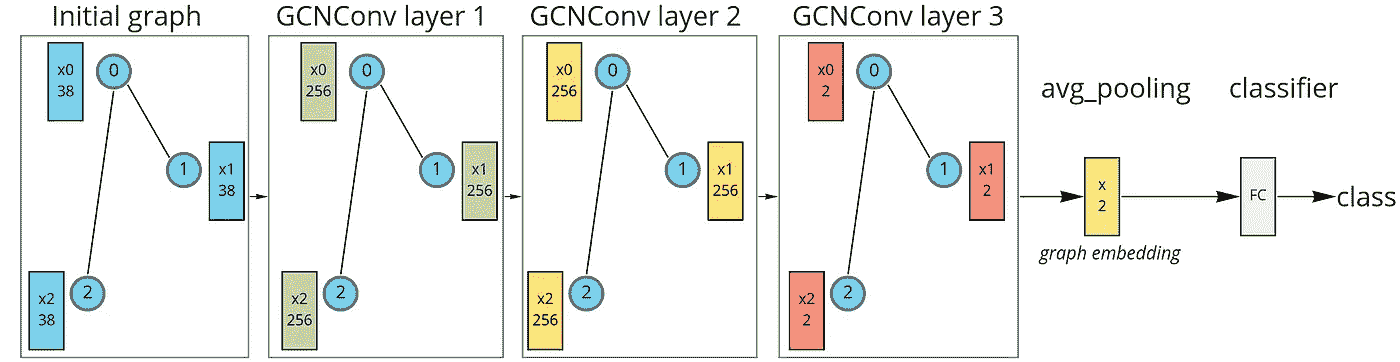 Initial graph
x0
38
0
1
x1
38
2
x2
38
GCNConv layer 1
x0
256
0
1
x1
256
2
x2
256
GCNConv layer 2
x0
256
0
1
x1
256
2
x2
256
GCNConv layer 3
x0
2
0
1
x1
2
2
x2
2
avg_pooling
x
2
graph embedding
classifier
FC
class